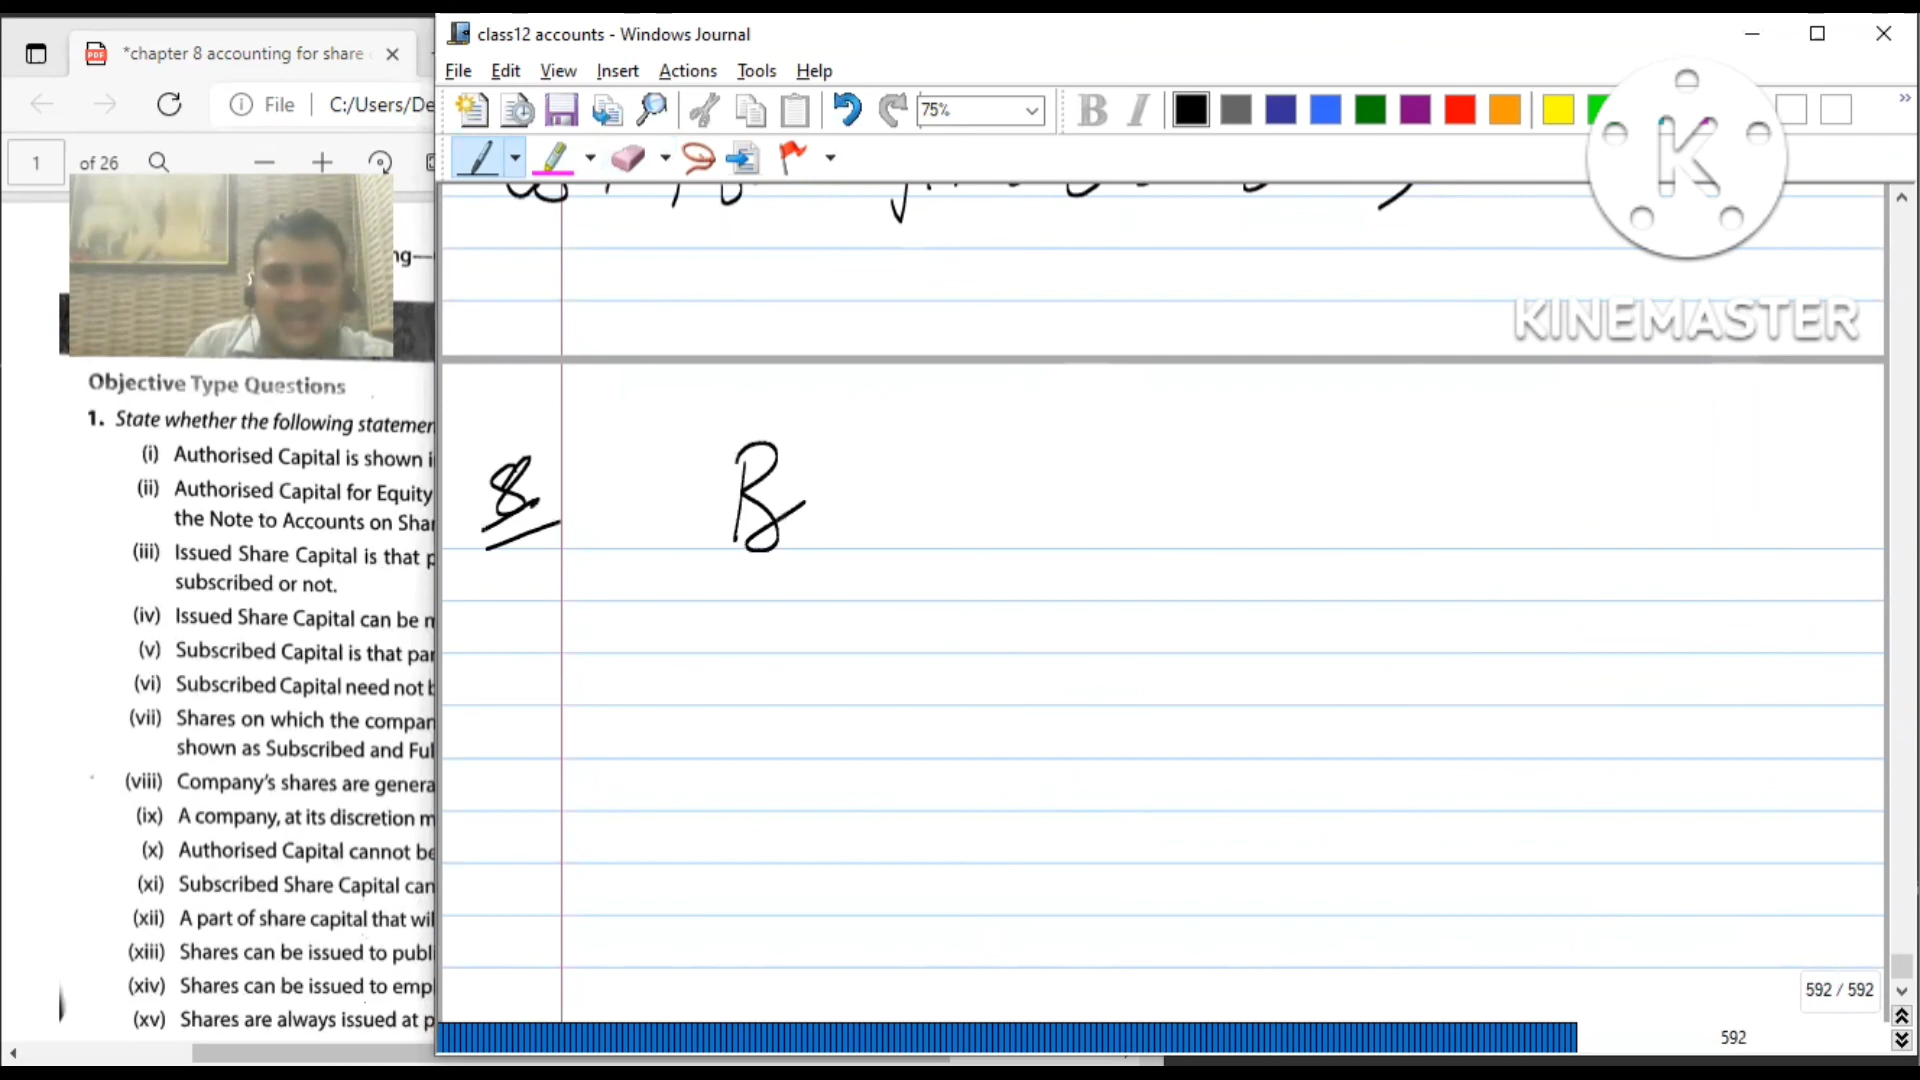 *chapter 8 accounting for share
class12 accounts - Windows Journal
File Edit View Insert Actions Tools Help
File C:/Users/De
75%
B I
1 of 26
K
KINEMASTER
ng—
Objective Type Questions
1. State whether the following statemen
(i) Authorised Capital is shown i
(ii) Authorised Capital for Equity
the Note to Accounts on Shar
(iii) Issued Share Capital is that p
subscribed or not.
(iv) Issued Share Capital can be m
(v) Subscribed Capital is that par
(vi) Subscribed Capital need not b
(vii) Shares on which the compan
shown as Subscribed and Ful
(viii) Company's shares are genera
(ix) A company, at its discretion m
(x) Authorised Capital cannot be
(xi) Subscribed Share Capital can
(xii) A part of share capital that wil
(xiii) Shares can be issued to publi
(xiv) Shares can be issued to emp
(xv) Shares are always issued at p
8. B
592 / 592
592